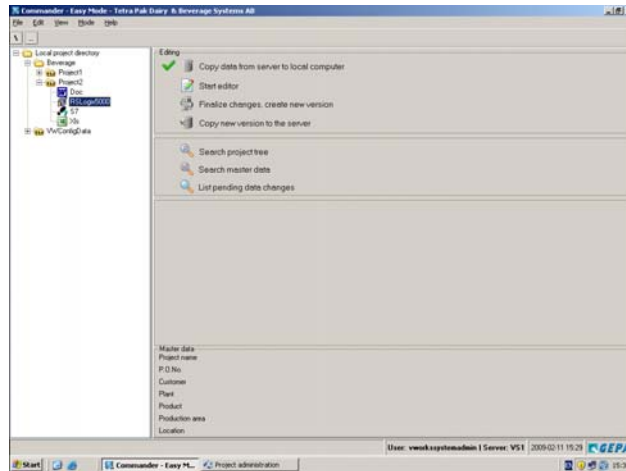 Commander - Easy Mode - Tetra Pak Dairy & Beverage Systems AB
File Edit View Mode Help
\ ...
Local project directory
Beverage
Project1
Project2
Doc
RSLogix5000
S7
Xls
VWConfigData
Editing
Copy data from server to local computer
Start editor
Finalize changes, create new version
Copy new version to the server
Search project tree
Search master data
List pending data changes
Master data
Project name
P.O.No.
Customer
Plant
Product
Production area
Location
User: vworkssystemadmin | Server: VS1 2009-02-11 15:29 GEPA
Start Commander - Easy M... Project administration